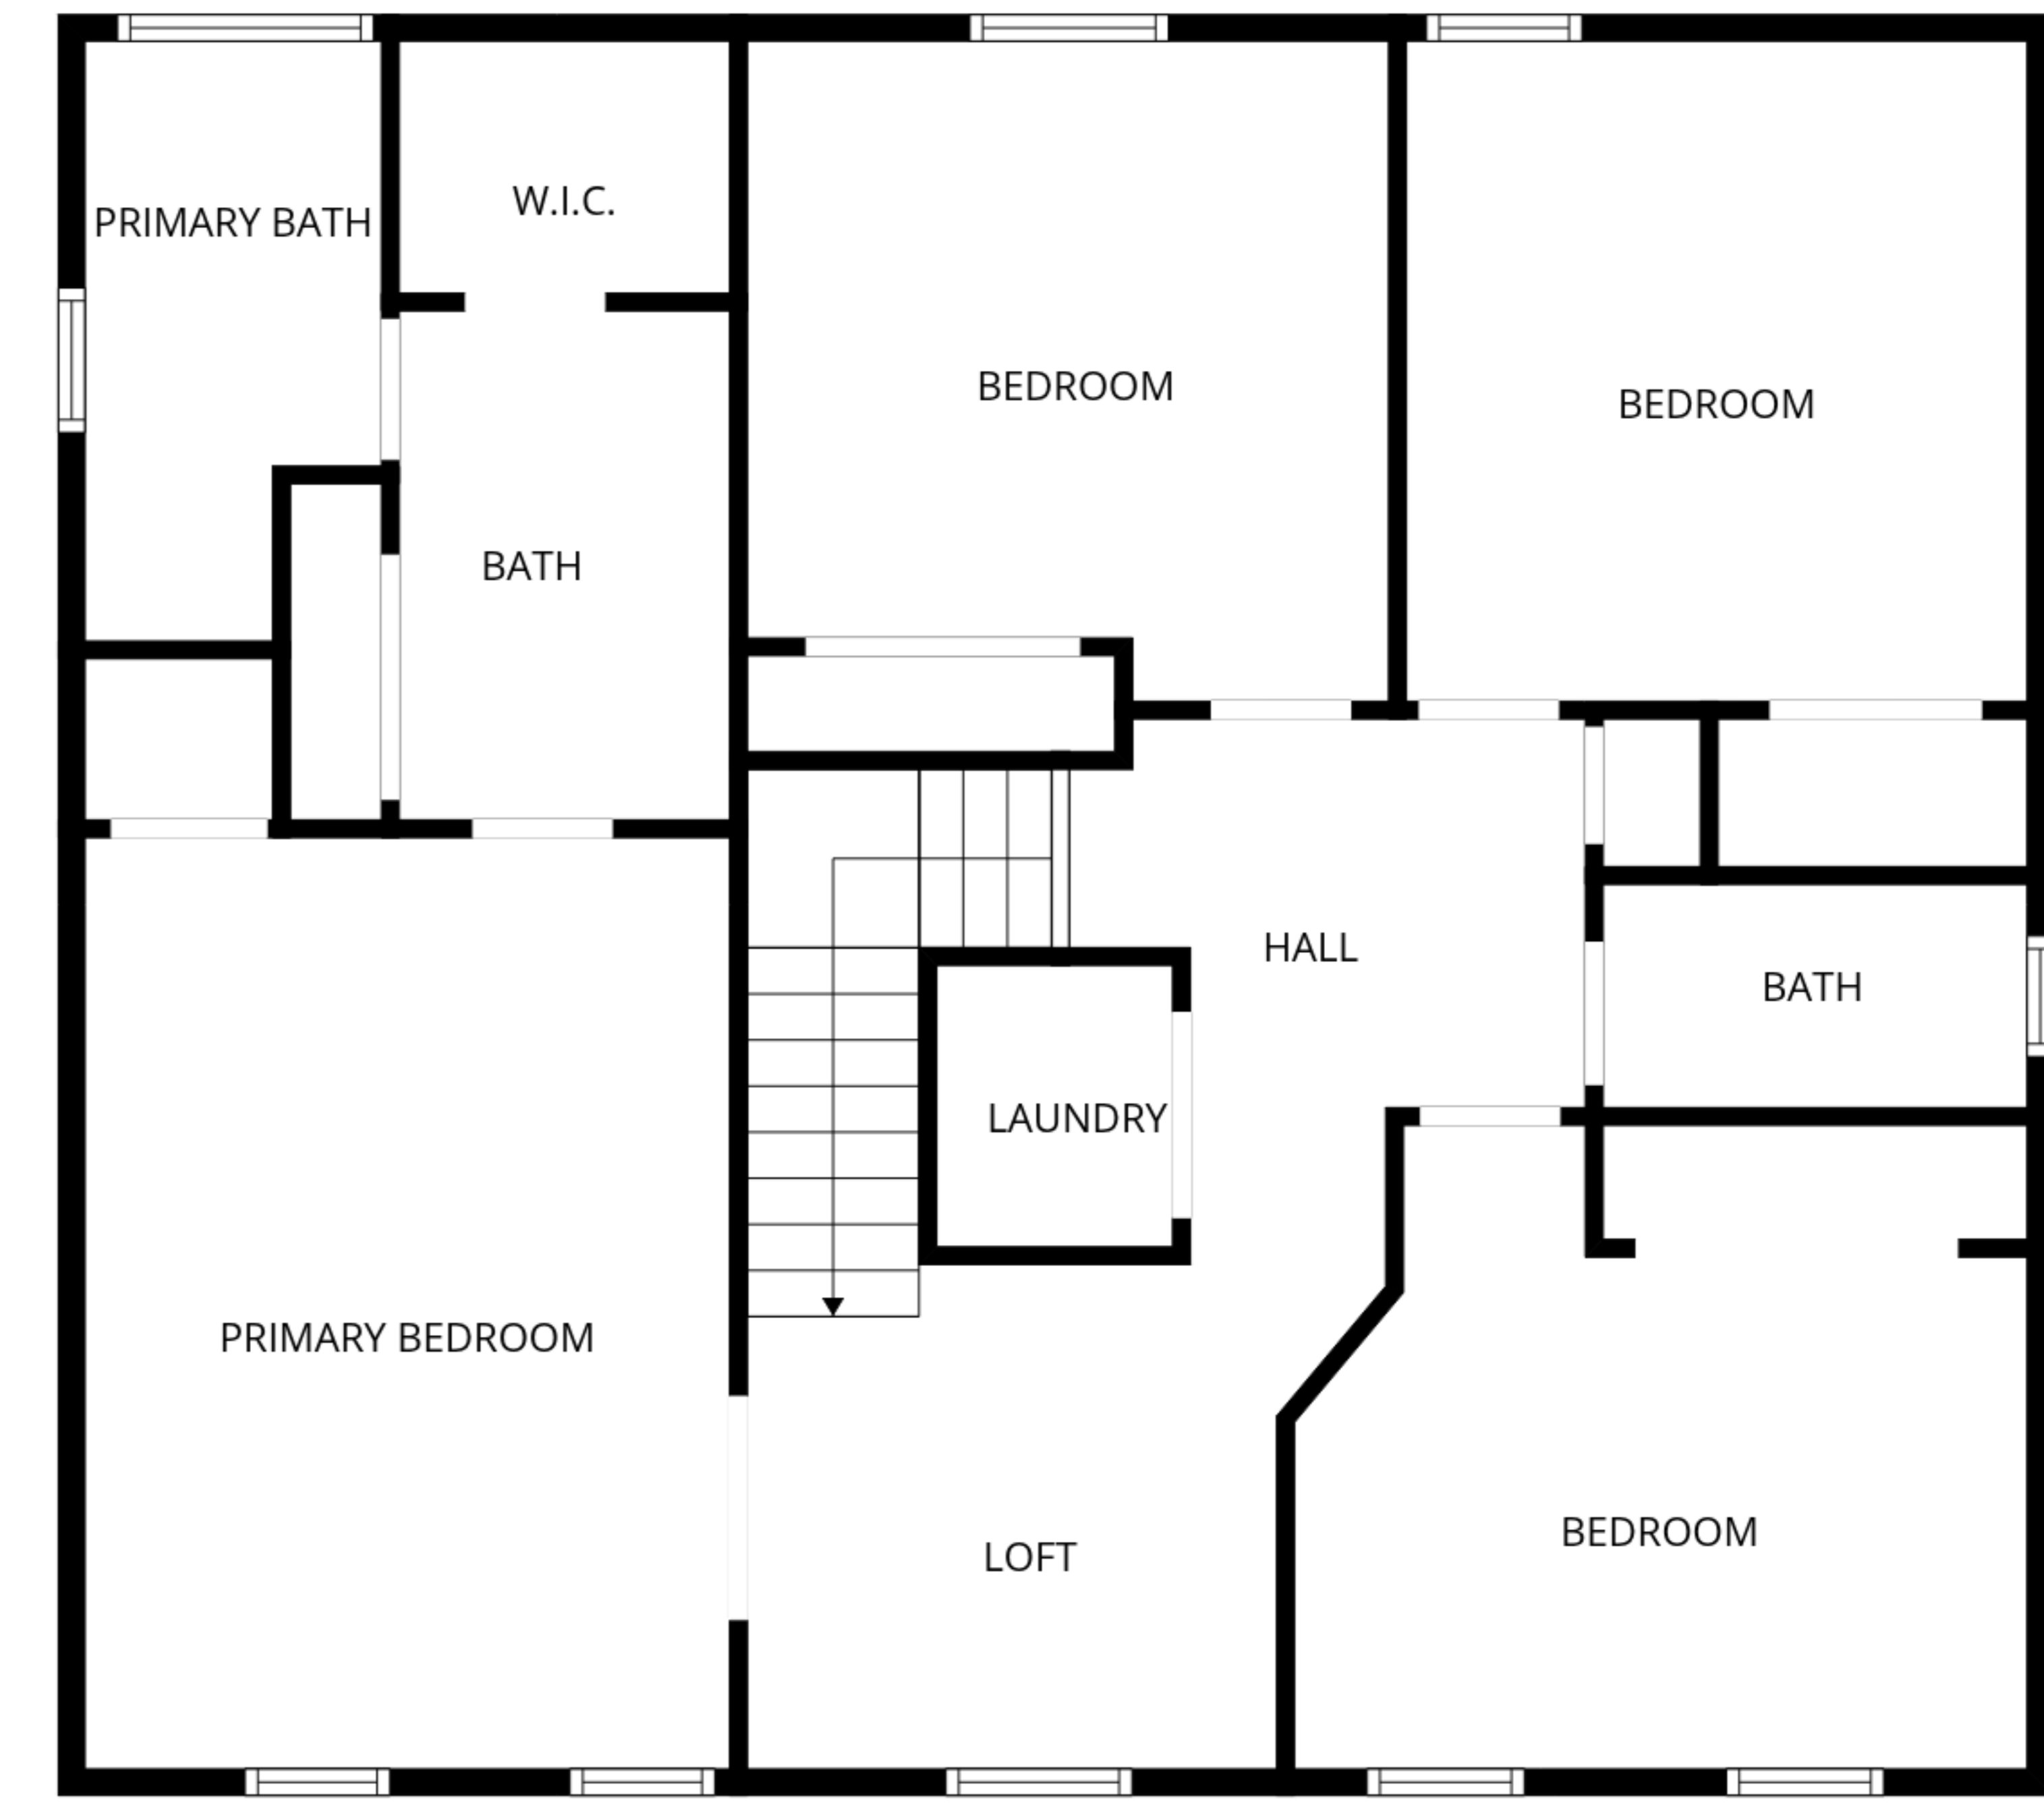 W.I.C.
PRIMARY BATH
BEDROOM
BEDROOM
BATH
HALL
BATH
LAUNDRY
PRIMARY BEDROOM
BEDROOM
LOFT